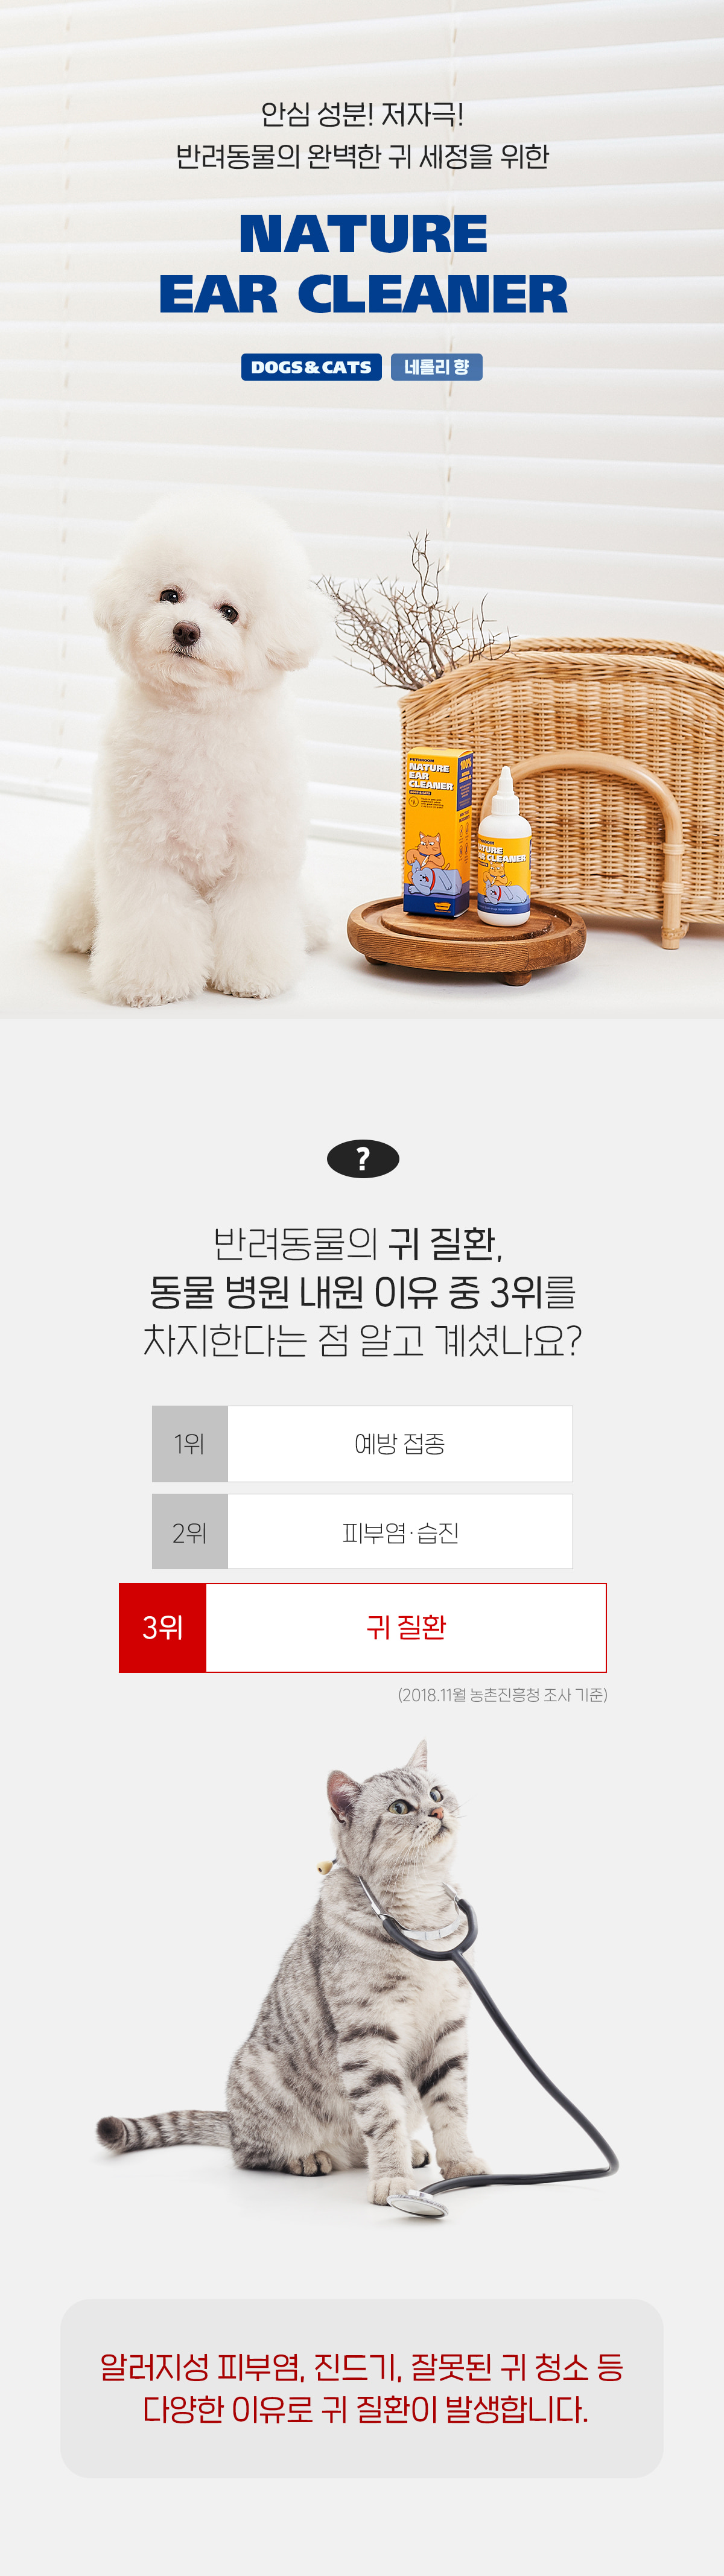 안심 성분! 저자극!
반려동물의 완벽한 귀 세정을 위한
NATURE
EAR CLEANER
DOGS & CATS 네롤리 향
NATURE
EAR
CLEANER
100%
EAR CLEANER
?
반려동물의 귀 질환,
동물 병원 내원 이유 중 3위를
차지한다는 점 알고 계셨나요?
1위 예방 접종
2위 피부염·습진
3위 귀 질환
(2018.11월 농촌진흥청 조사 기준)
알러지성 피부염, 진드기, 잘못된 귀 청소 등
다양한 이유로 귀 질환이 발생합니다.